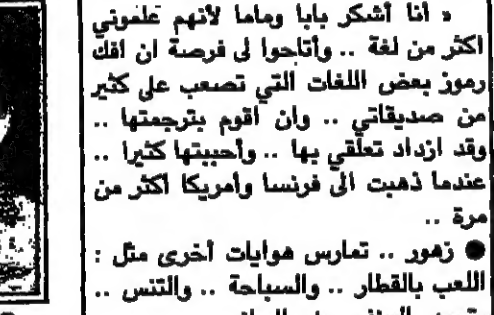 « أنا أشكر بابا وماما لأنهم علموني
اكثر من لغة .. وأتاحوا لى فرصة ان افك
رموز بعض اللغات التي تصعب على كثير
من صديقاتي .. وان اقوم بترجمتها ..
وقد ازداد تعلقي بها .. وأحببتها كثيرا ..
عندما ذهبت الى فرنسا وأمريكا اكثر من
مرة ..
● زهور .. تمارس هوايات أخرى مثل :
اللعب بالقطار .. والسباحة .. والتنس ..